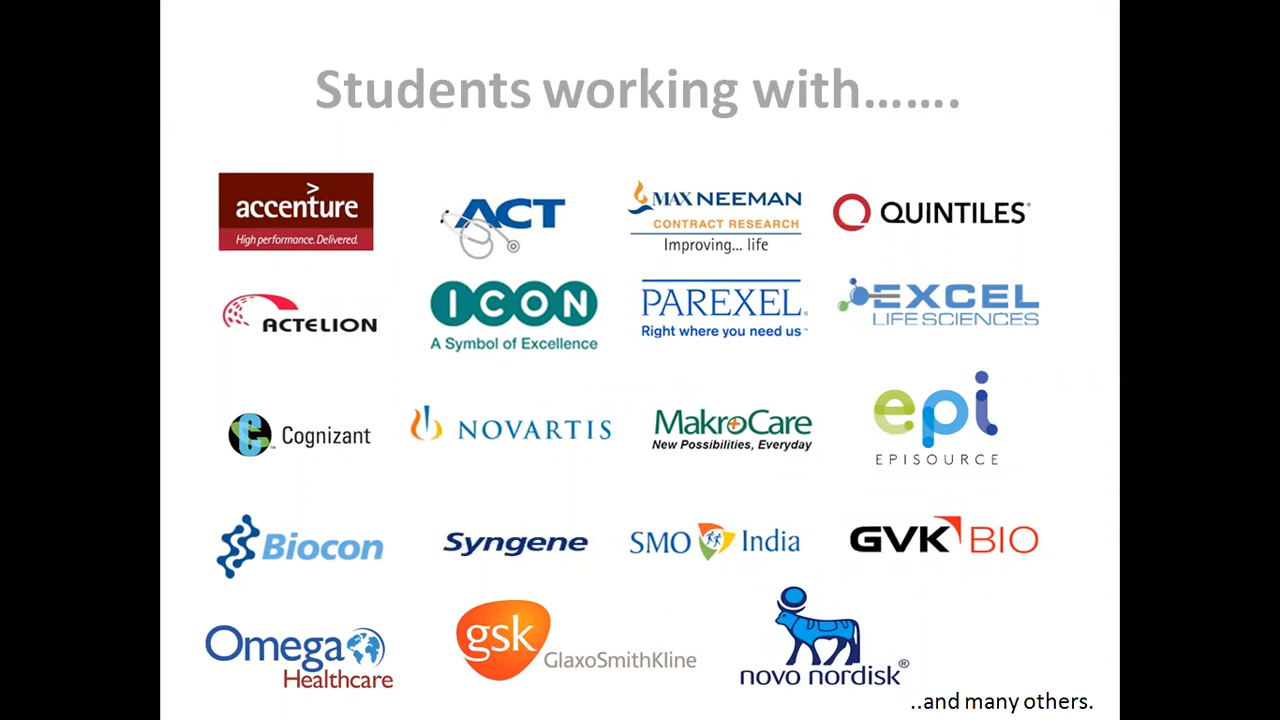 Students working with…….
accenture
High performance. Delivered.
ACT
MAX NEEMAN
CONTRACT RESEARCH
Improving... life
QUINTILES®
ACTELION
ICON
A Symbol of Excellence
PAREXEL®
Right where you need us™
EXCEL
LIFE SCIENCES
Cognizant
NOVARTIS
MakroCare
New Possibilities, Everyday
epi
EPISOURCE
Biocon
Syngene
SMO India
GVK BIO
Omega
Healthcare
gsk
GlaxoSmithKline
novo nordisk®
..and many others.